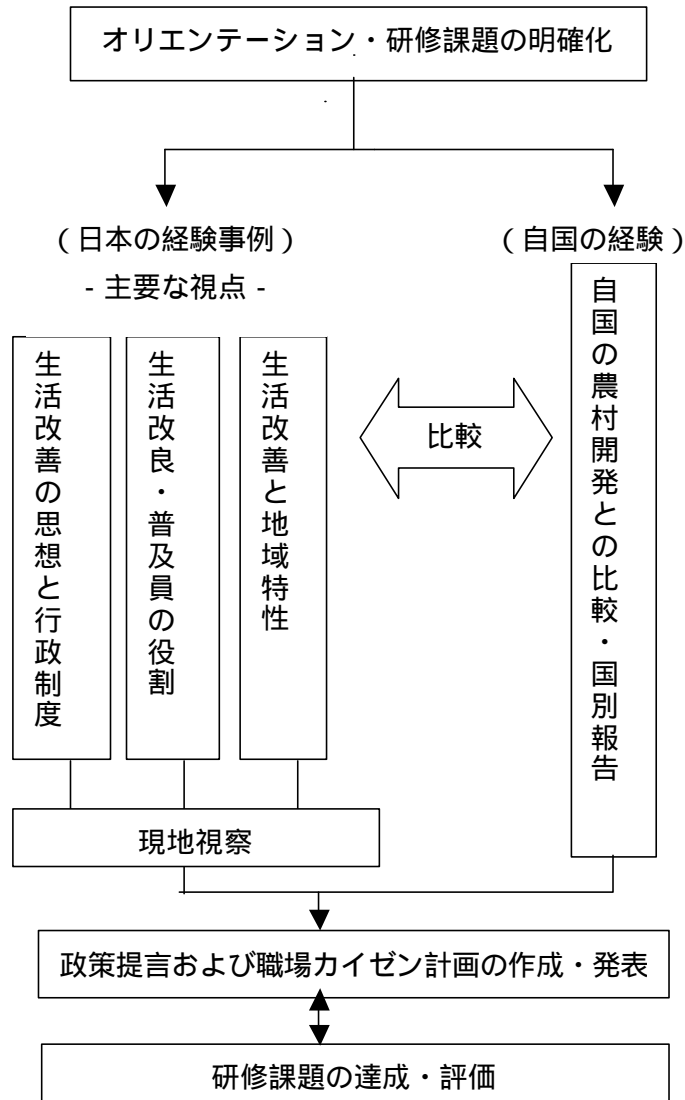 オリエンテーション・研修課題の明確化
（日本の経験事例）
- 主要な視点 -
（自国の経験）
生活改善の思想と行政制度
生活改良・普及員の役割
生活改善と地域特性
比較
自国の農村開発との比較・国別報告
現地視察
政策提言および職場カイゼン計画の作成・発表
研修課題の達成・評価